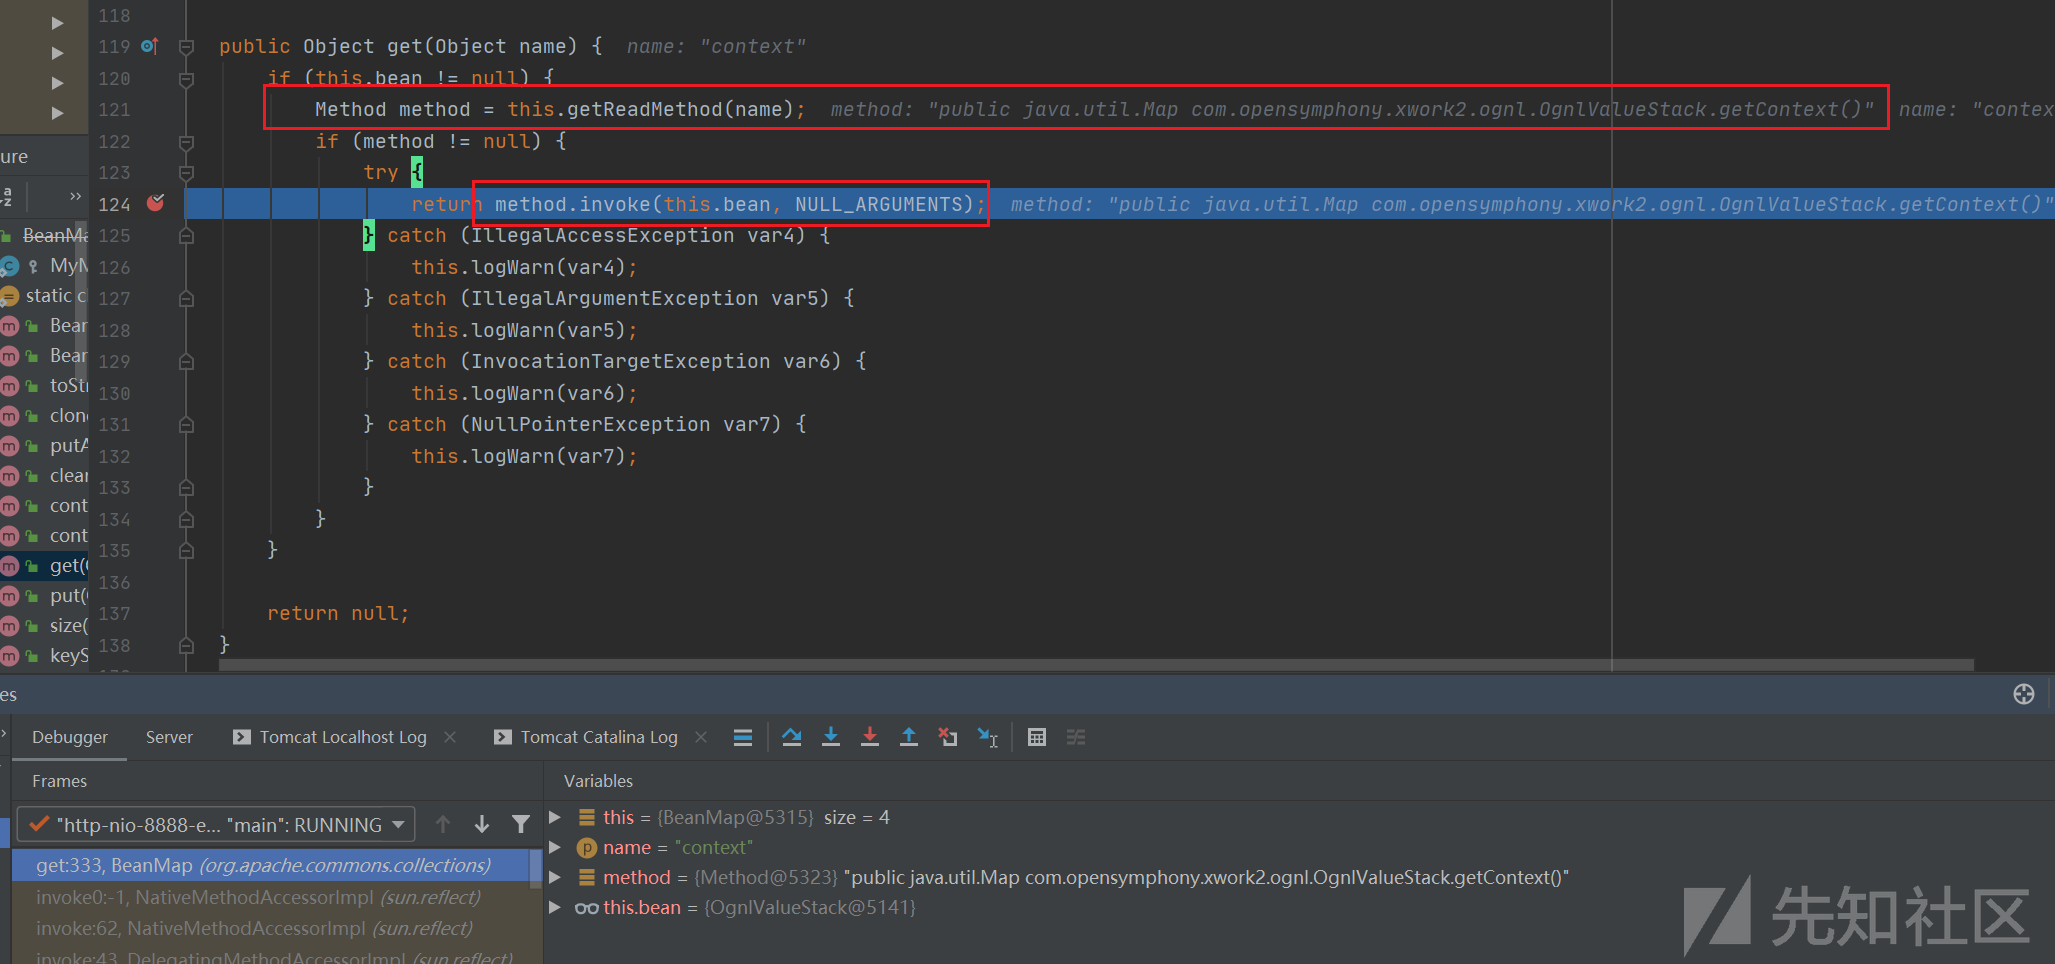 118
119 public Object get(Object name) { name: "context"
120 if (this.bean != null) {
121 Method method = this.getReadMethod(name); method: "public java.util.Map com.opensymphony.xwork2.ognl.OgnlValueStack.getContext()" name: "contex
122 if (method != null) {
123 try {
124 return method.invoke(this.bean, NULL_ARGUMENTS); method: "public java.util.Map com.opensymphony.xwork2.ognl.OgnlValueStack.getContext()"
125 } catch (IllegalAccessException var4) {
126 this.logWarn(var4);
127 } catch (IllegalArgumentException var5) {
128 this.logWarn(var5);
129 } catch (InvocationTargetException var6) {
130 this.logWarn(var6);
131 } catch (NullPointerException var7) {
132 this.logWarn(var7);
133 }
134 }
135 }
136
137 return null;
138 }
ure
BeanMa
MyM
static c
Bear
Bear
toStr
clone
putA
clear
cont
cont
get(
put(
size(
keyS
es
Debugger Server Tomcat Localhost Log Tomcat Catalina Log
Frames
"http-nio-8888-e... "main": RUNNING
get:333, BeanMap (org.apache.commons.collections)
invoke0:-1, NativeMethodAccessorImpl (sun.reflect)
invoke:62, NativeMethodAccessorImpl (sun.reflect)
invoke:43, DelegatingMethodAccessorImpl (sun.reflect)
Variables
this = {BeanMap@5315} size = 4
name = "context"
method = {Method@5323} "public java.util.Map com.opensymphony.xwork2.ognl.OgnlValueStack.getContext()"
this.bean = {OgnlValueStack@5141}
先知社区